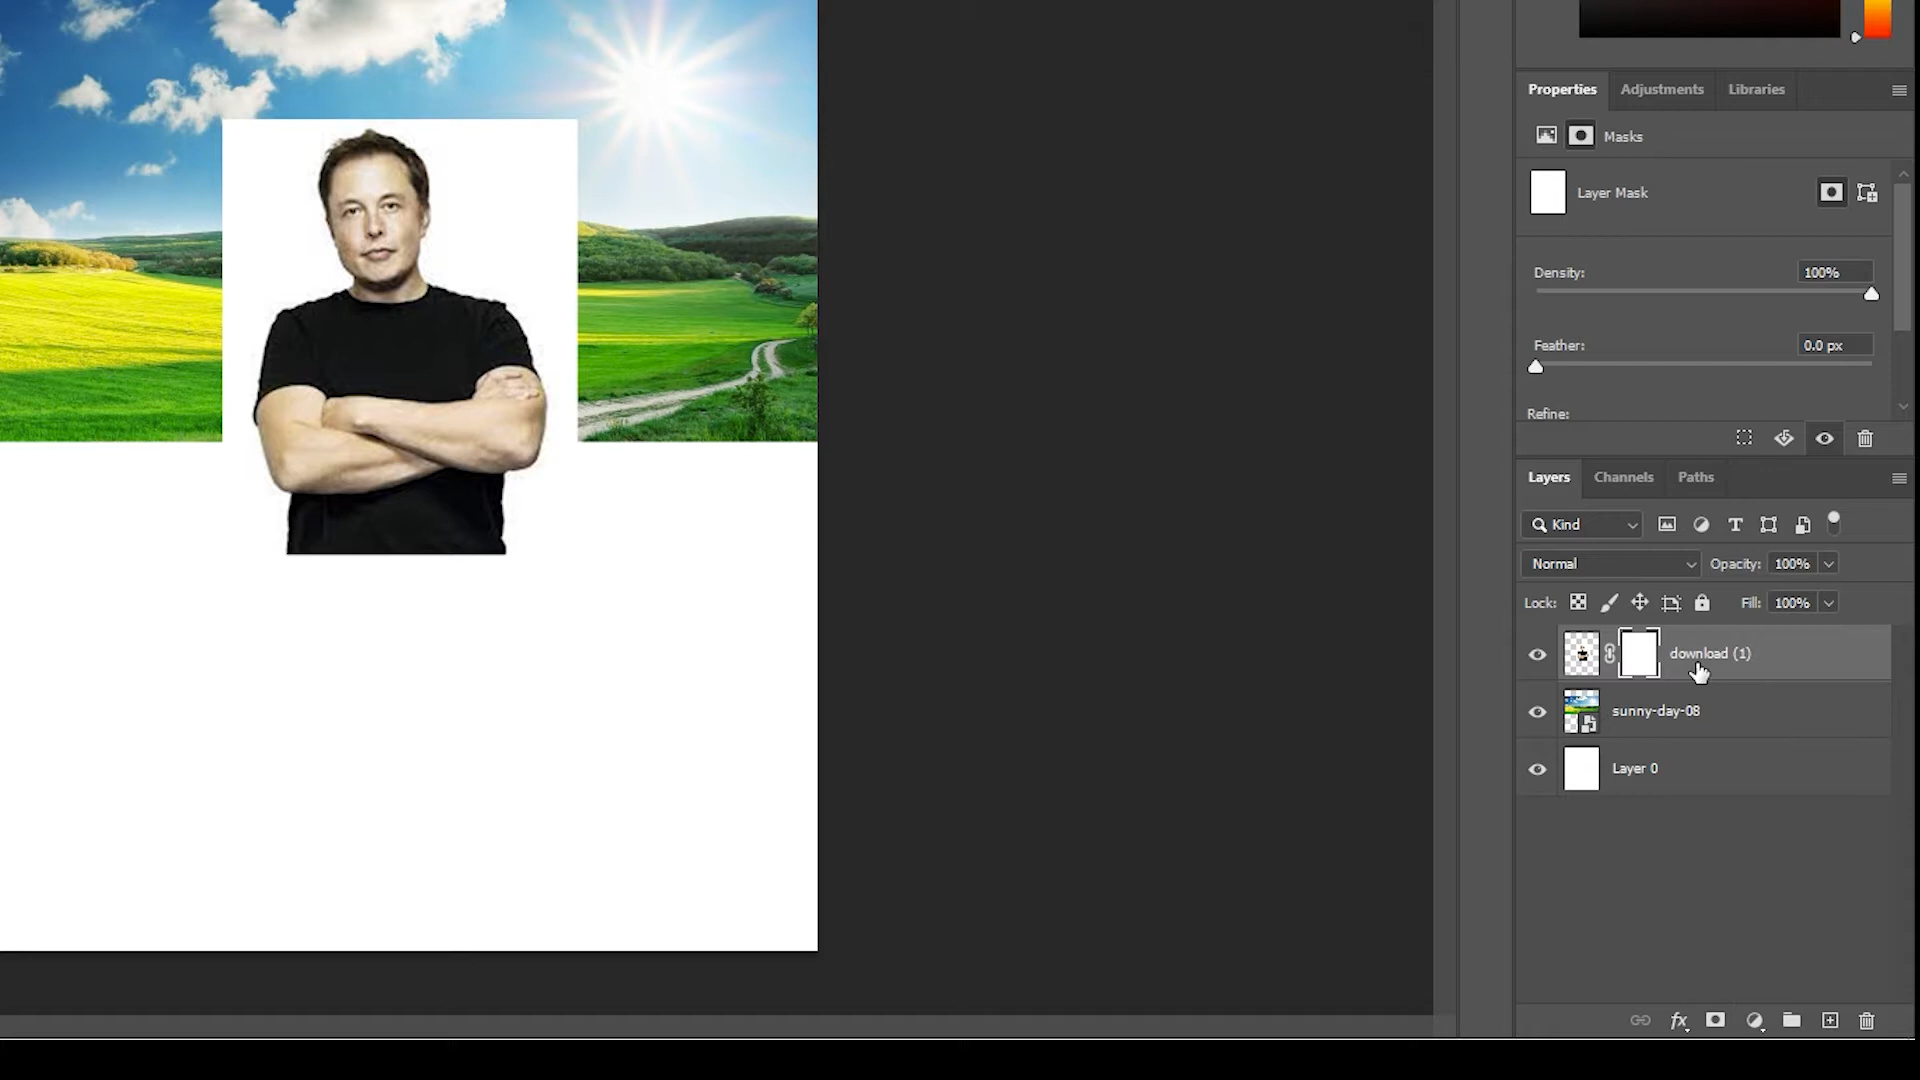 Properties
Adjustments
Libraries
Masks
Layer Mask
Density:
100%
Feather:
0.0 px
Refine:
Layers
Channels
Paths
Kind
Normal
Opacity:
100%
Lock:
Fill:
100%
download (1)
sunny-day-08
Layer 0